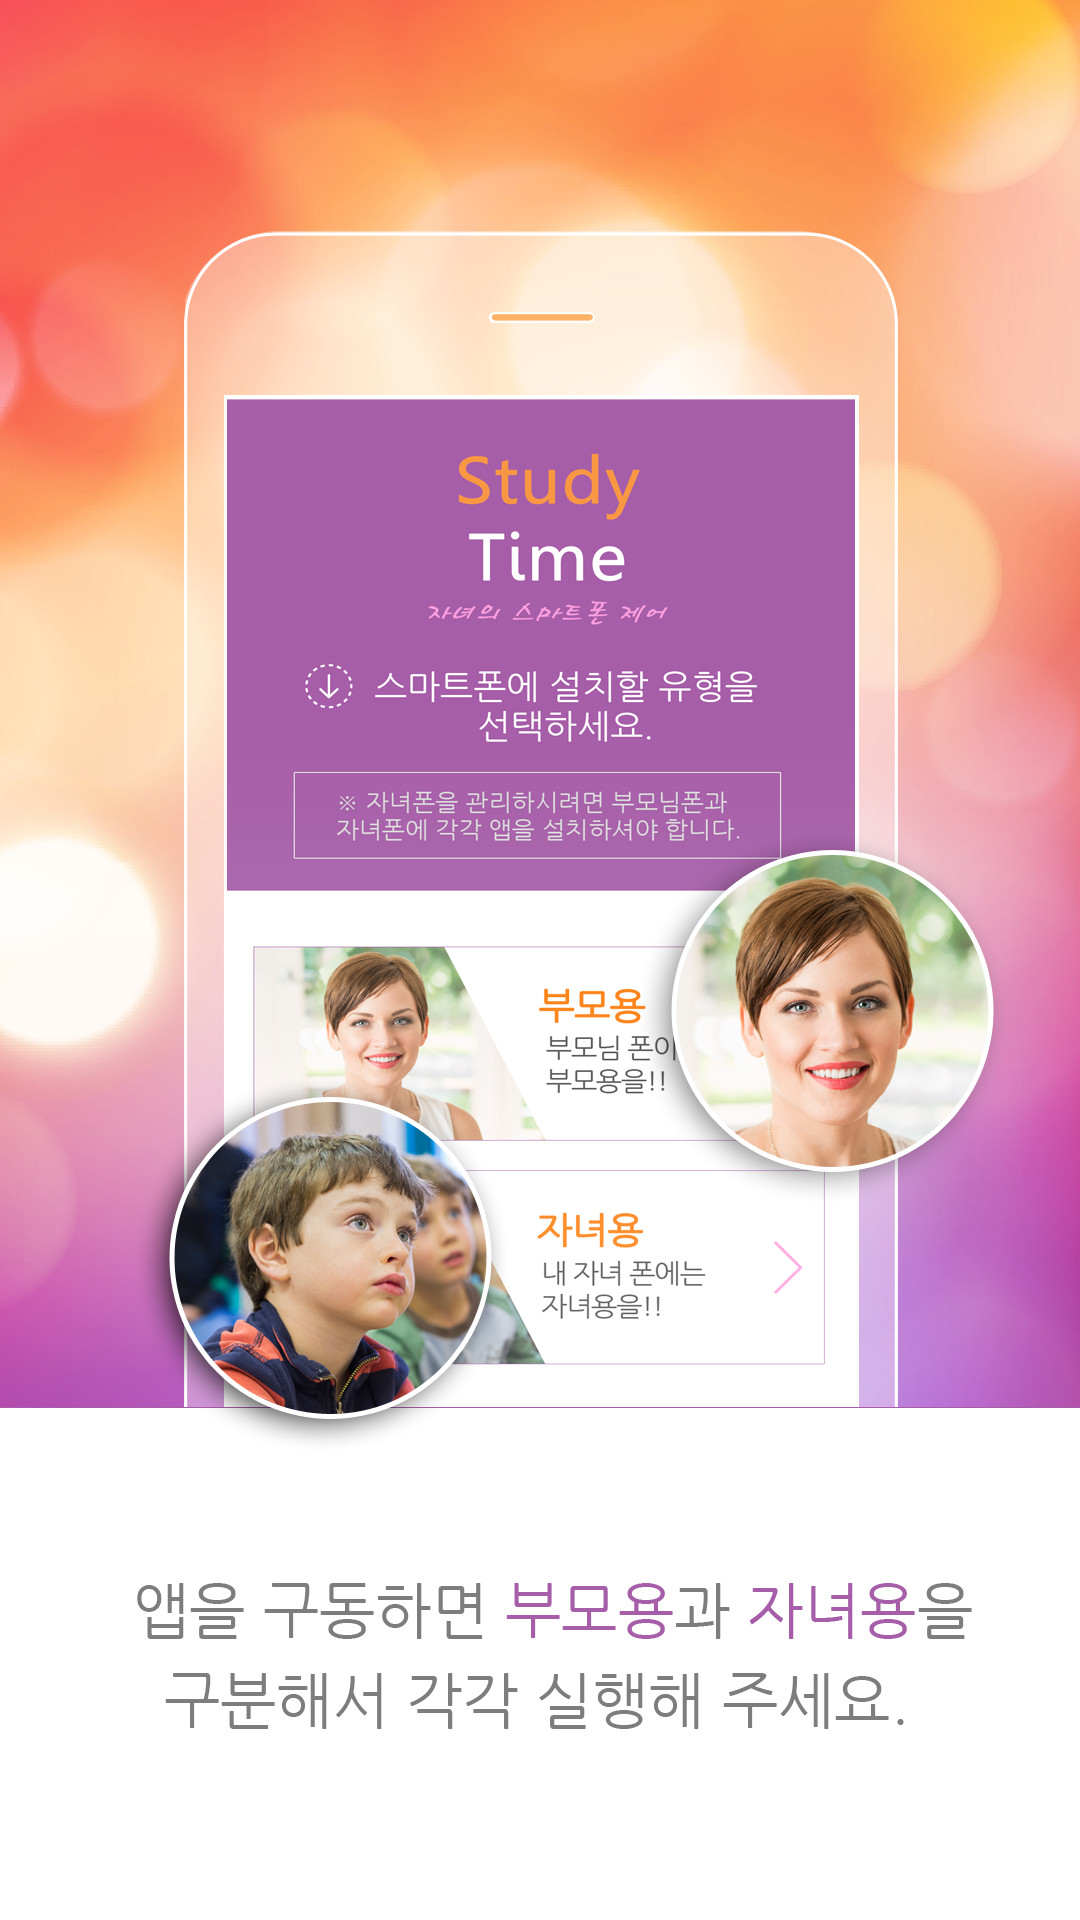 Study
Time
자녀의 스마트폰 제어
스마트폰에 설치할 유형을
선택하세요.
※ 자녀폰을 관리하시려면 부모님폰과
자녀폰에 각각 앱을 설치하셔야 합니다.
부모용
부모님 폰이
부모용을!!
자녀용
내 자녀 폰에는
자녀용을!!
앱을 구동하면 부모용과 자녀용을
구분해서 각각 실행해 주세요.